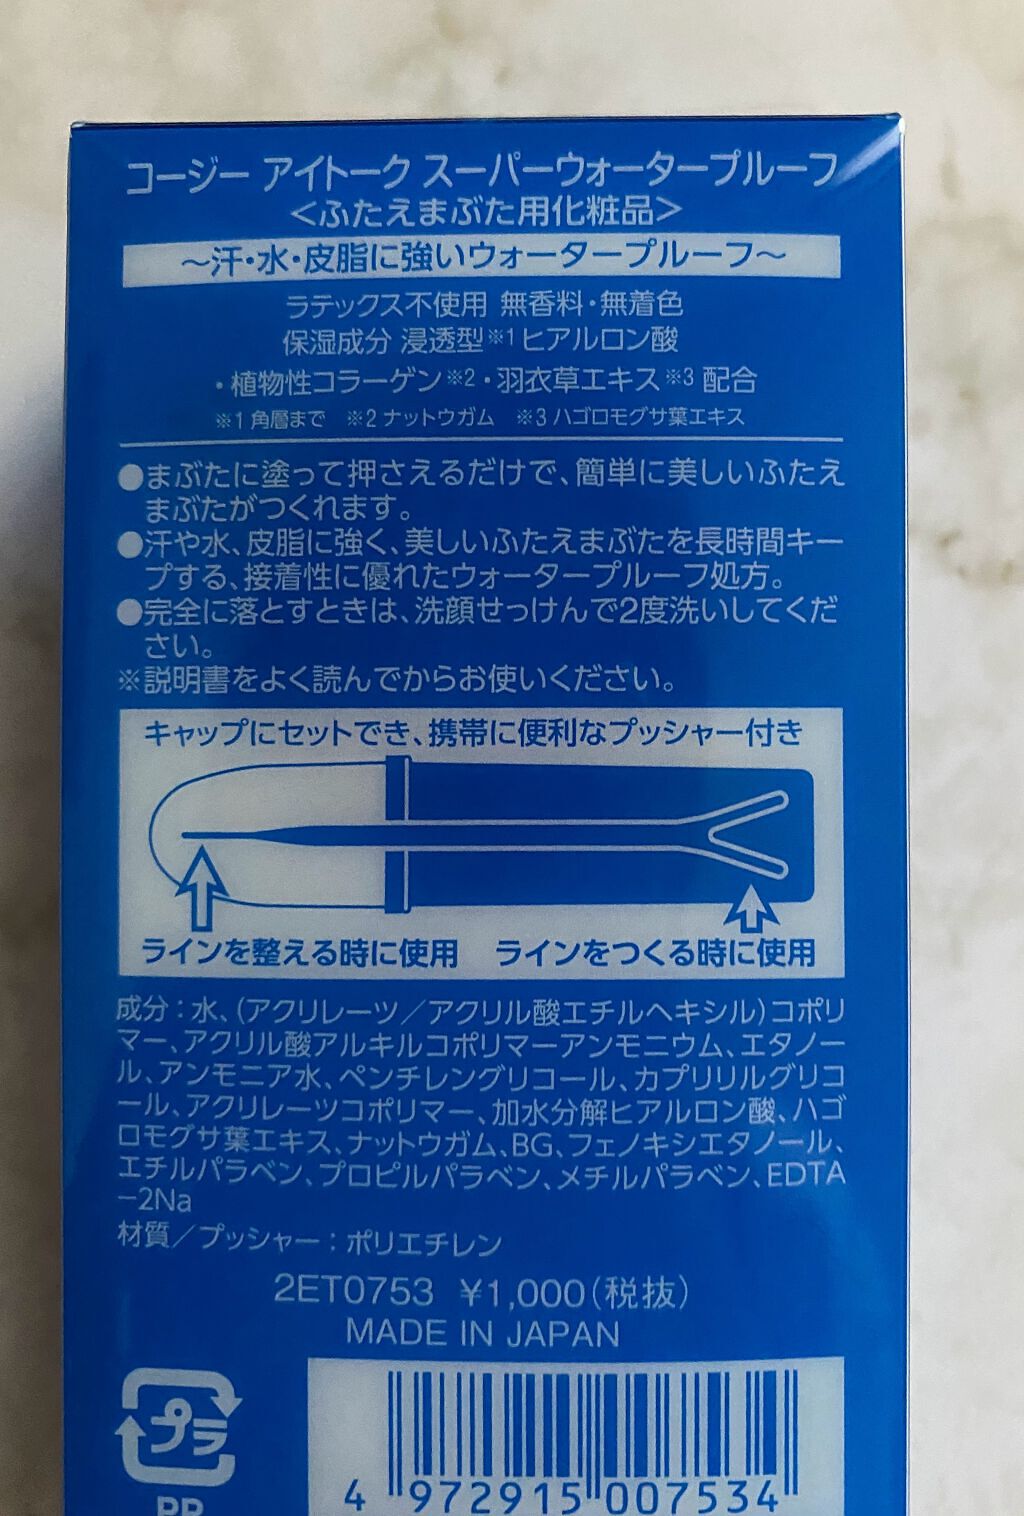 コージー アイトーク スーパーウォータープルーフ
＜ふたえまぶた用化粧品＞
～汗・水・皮脂に強いウォータープルーフ～
ラテックス不使用 無香料・無着色
保湿成分 浸透型※1ヒアルロン酸
・植物性コラーゲン※2・羽衣草エキス※3 配合
※1 角層まで ※2 ナットウガム ※3 ハゴロモグサ葉エキス
●まぶたに塗って押さえるだけで、簡単に美しいふたえ
まぶたがつくれます。
●汗や水、皮脂に強く、美しいふたえまぶたを長時間キー
プする、接着性に優れたウォータープルーフ処方。
●完全に落とすときは、洗顔せっけんで2度洗いしてくだ
さい。
※説明書をよく読んでからお使いください。
キャップにセットでき、携帯に便利なプッシャー付き
ラインを整える時に使用 ラインをつくる時に使用
成分：水、(アクリレーツ／アクリル酸エチルヘキシル)コポリ
マー、アクリル酸アルキルコポリマーアンモニウム、エタノー
ル、アンモニア水、ペンチレングリコール、カプリリルグリコ
ール、アクリレーツコポリマー、加水分解ヒアルロン酸、ハゴ
ロモグサ葉エキス、ナットウガム、BG、フェノキシエタノール、
エチルパラベン、プロピルパラベン、メチルパラベン、EDTA
－2Na
材質／プッシャー：ポリエチレン
2ET0753 ¥1,000(税抜)
MADE IN JAPAN
プラ
PP
4 972915 007534